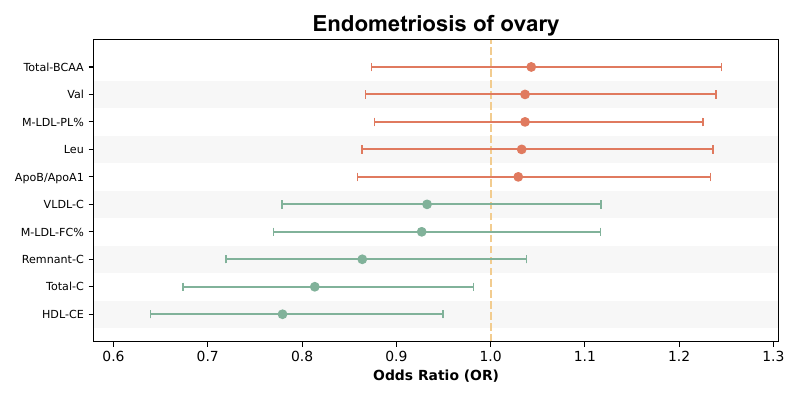 Endometriosis of ovary
Total-BCAA
Val
M-LDL-PL%
Leu
ApoB/ApoA1
VLDL-C
M-LDL-FC%
Remnant-C
Total-C
HDL-CE
0.6 0.7 0.8 0.9 1.0 1.1 1.2 1.3
Odds Ratio (OR)